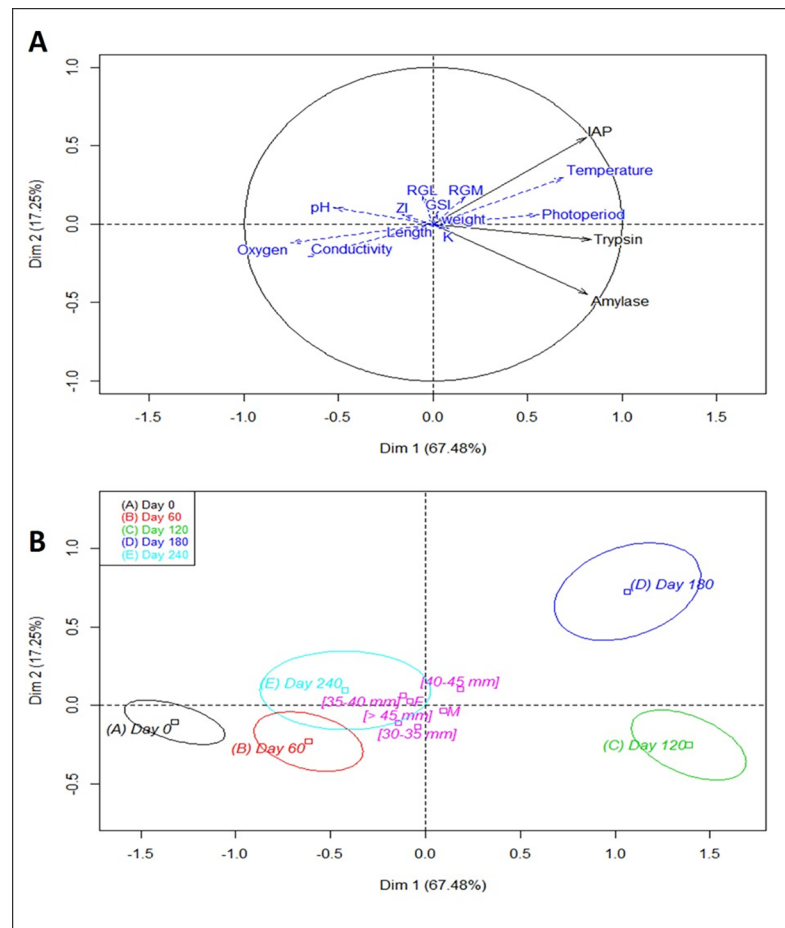 A
1.0
0.5
0.0
-0.5
-1.0
Dim 2 (17.25%)
IAP
Temperature
RGL
RGM
GSI
pH
ZI
weight
Photoperiod
Length
K
Trypsin
Oxygen
Conductivity
Amylase
-1.5 -1.0 -0.5 0.0 0.5 1.0 1.5
Dim 1 (67.48%)
B
(A) Day 0
(B) Day 60
(C) Day 120
(D) Day 180
(E) Day 240
1.0
0.5
0.0
-0.5
Dim 2 (17.25%)
(D) Day 180
(E) Day 240
[40-45 mm]
[35-40 mm]
F
[> 45 mm]
M
(A) Day 0
[30-35 mm]
(B) Day 60
(C) Day 120
-1.5 -1.0 -0.5 0.0 0.5 1.0 1.5
Dim 1 (67.48%)